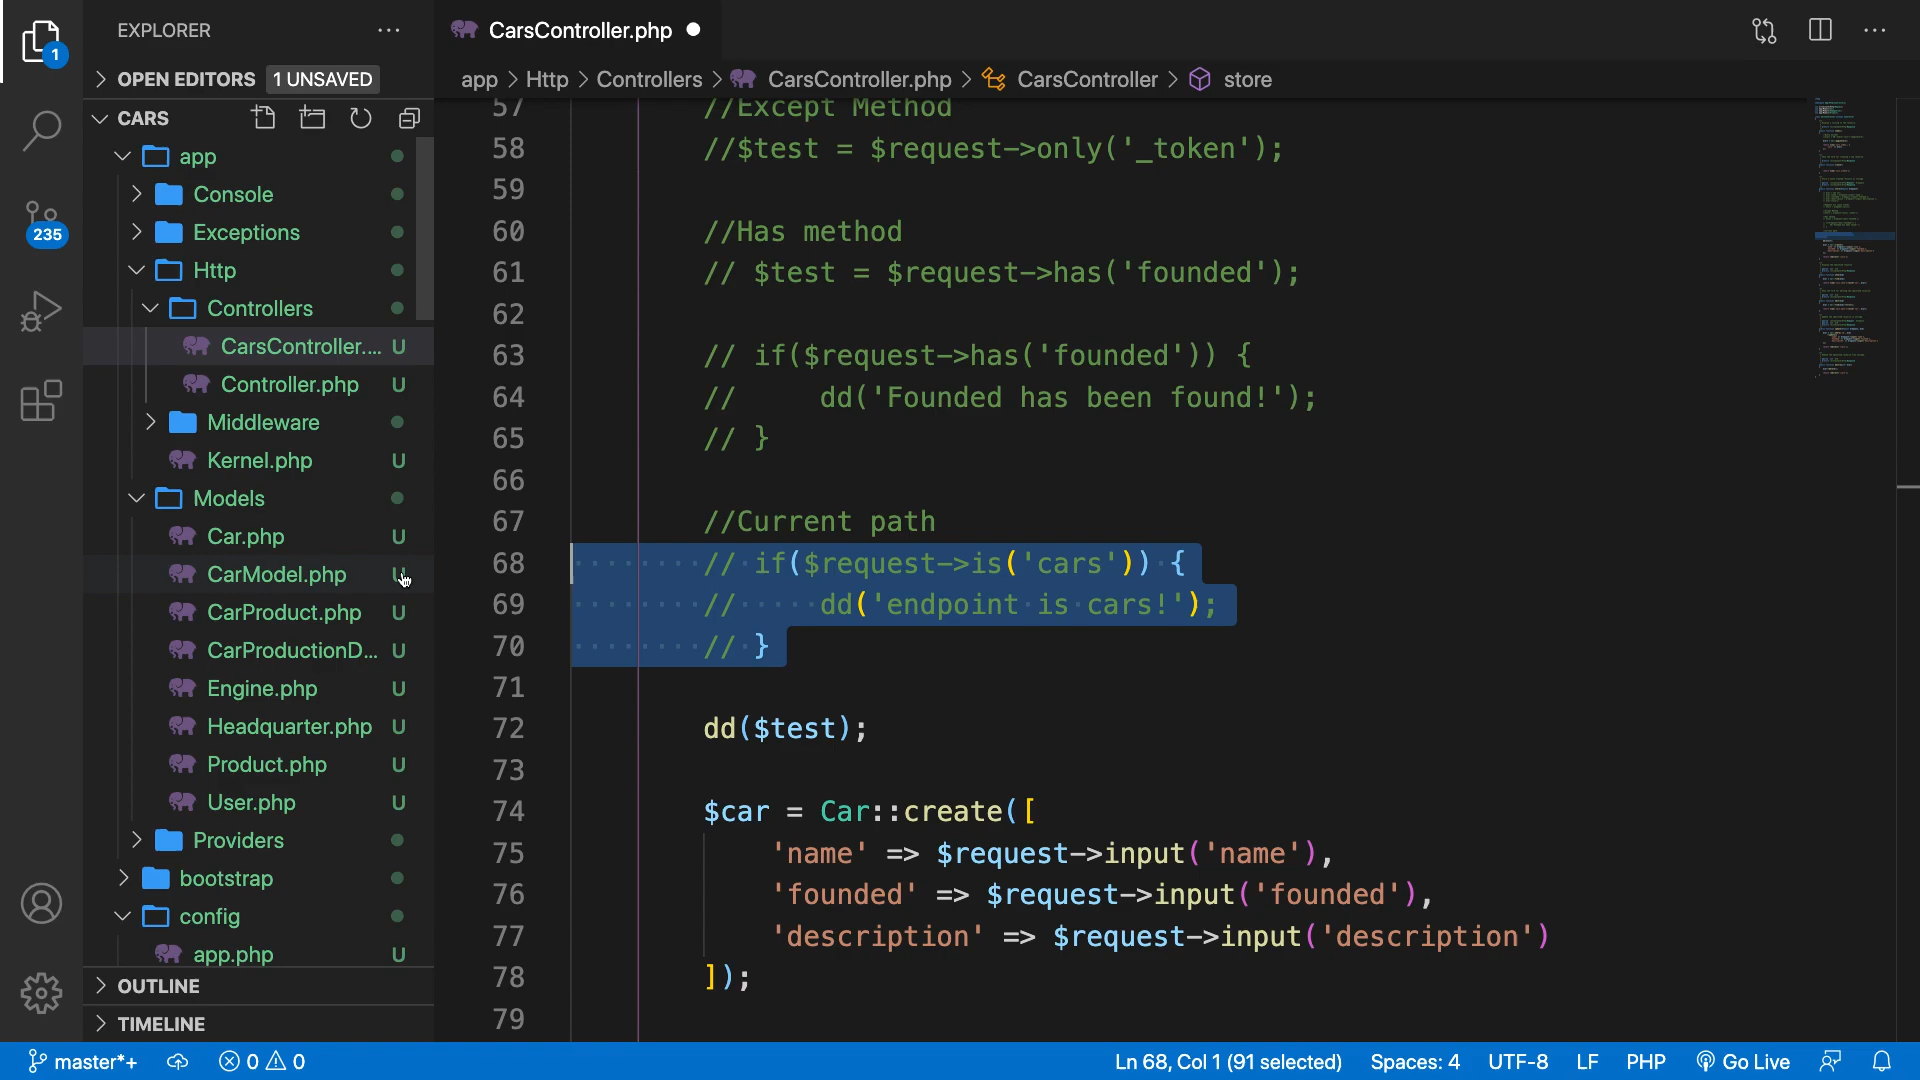 EXPLORER
CarsController.php
OPEN EDITORS 1 UNSAVED
app > Http > Controllers > CarsController.php > CarsController > store
CARS
app
Console
Exceptions
Http
Controllers
CarsController.... U
Controller.php U
Middleware
Kernel.php U
Models
Car.php U
CarModel.php U
CarProduct.php U
CarProductionD... U
Engine.php U
Headquarter.php U
Product.php U
User.php U
Providers
bootstrap
config
app.php U
OUTLINE
TIMELINE
1
235
57 //Except Method
58 //$test = $request->only('_token');
59
60 //Has method
61 // $test = $request->has('founded');
62
63 // if($request->has('founded')) {
64 //     dd('Founded has been found!');
65 // }
66
67 //Current path
68 // if($request->is('cars')) {
69 //     dd('endpoint is cars!');
70 // }
71
72 dd($test);
73
74 $car = Car::create([
75     'name' => $request->input('name'),
76     'founded' => $request->input('founded'),
77     'description' => $request->input('description')
78 ]);
79
master*+ 0 0 Ln 68, Col 1 (91 selected) Spaces: 4 UTF-8 LF PHP Go Live